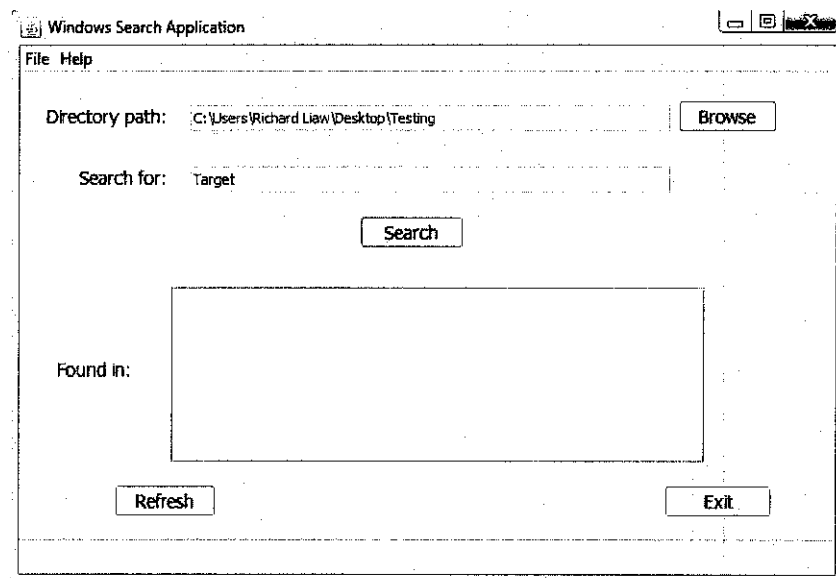 Windows Search Application
File Help
Directory path: C:\Users\Richard Liaw\Desktop\Testing Browse
Search for: Target
Search
Found in:
Refresh Exit